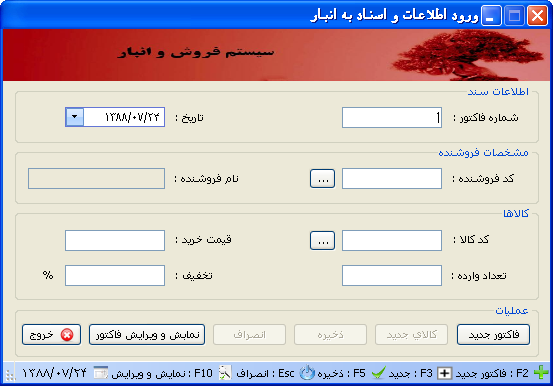 ورود اطلاعات و اسناد به انبار
سیستم فروش و انبار
اطلاعات سند
شماره فاکتور : 1
تاریخ : ۱۳۸۸/۰۷/۲۴
مشخصات فروشنده
کد فروشنده : ...
نام فروشنده :
کالاها
کد کالا : ...
قیمت خرید :
تعداد وارده :
تخفیف : %
عملیات
فاکتور جدید
کالای جدید
ذخیره
انصراف
نمایش و ویرایش فاکتور
خروج
F2 : فاکتور جدید
F3 : جدید
F5 : ذخیره
Esc : انصراف
F10 : نمایش و ویرایش
۱۳۸۸/۰۷/۲۴